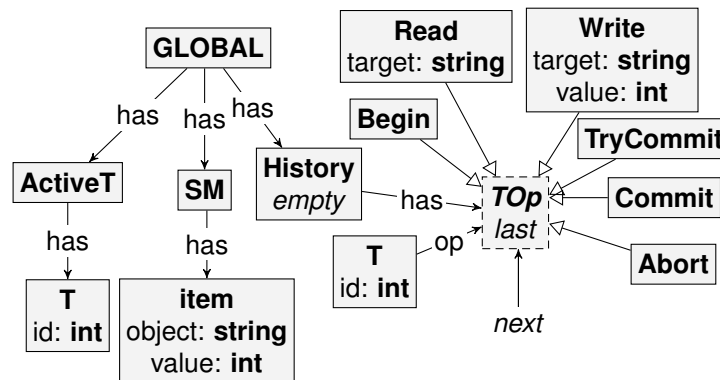 GLOBAL
has
has
has
ActiveT
has
T
id: int
SM
has
item
object: string
value: int
History
empty
has
Read
target: string
Write
target: string
value: int
Begin
TryCommit
Commit
Abort
TOp
last
T
id: int
op
next